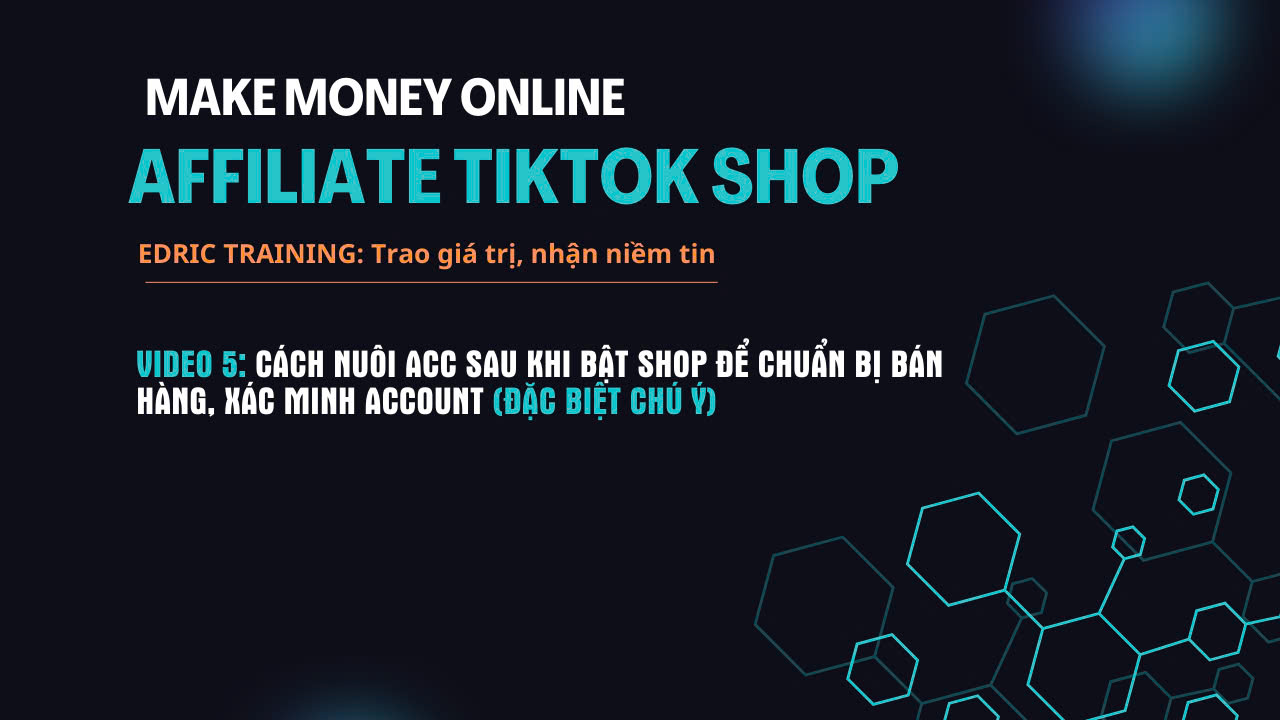 MAKE MONEY ONLINE
AFFILIATE TIKTOK SHOP
EDRIC TRAINING: Trao giá trị, nhận niềm tin
VIDEO 5: CÁCH NUÔI ACC SAU KHI BẬT SHOP ĐỂ CHUẨN BỊ BÁN
HÀNG, XÁC MINH ACCOUNT (ĐẶC BIỆT CHÚ Ý)